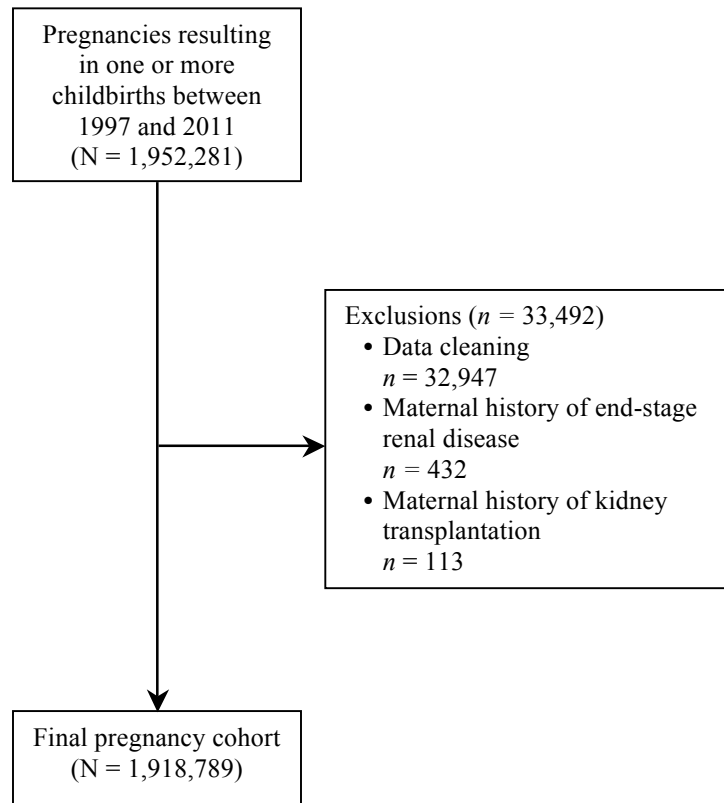 Pregnancies resulting
in one or more
childbirths between
1997 and 2011
(N = 1,952,281)
Exclusions (n = 33,492)
• Data cleaning
n = 32,947
• Maternal history of end-stage
renal disease
n = 432
• Maternal history of kidney
transplantation
n = 113
Final pregnancy cohort
(N = 1,918,789)